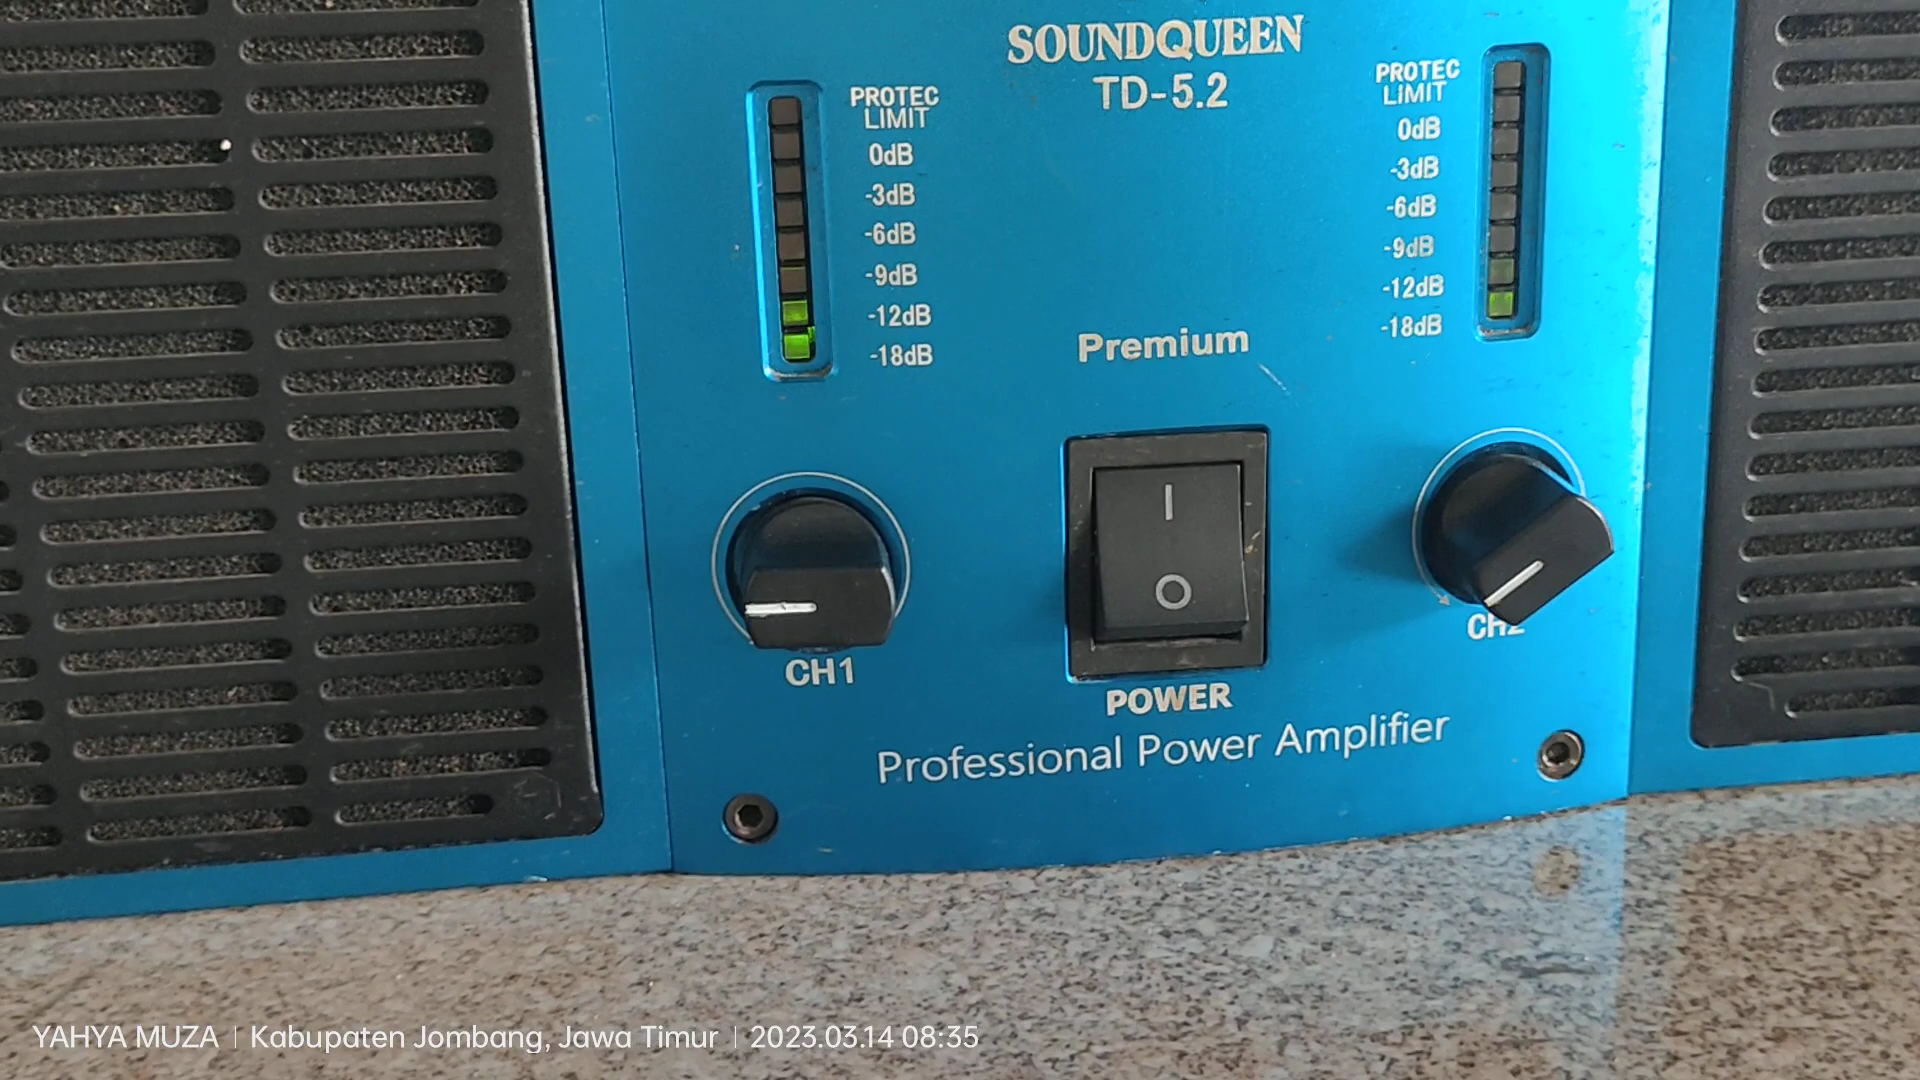 SOUNDQUEEN
TD-5.2
PROTEC
LIMIT
0dB
-3dB
-6dB
-9dB
-12dB
-18dB
PROTEC
LIMIT
0dB
-3dB
-6dB
-9dB
-12dB
-18dB
Premium
CH1
CH2
POWER
Professional Power Amplifier
YAHYA MUZA | Kabupaten Jombang, Jawa Timur | 2023.03.14 08:35